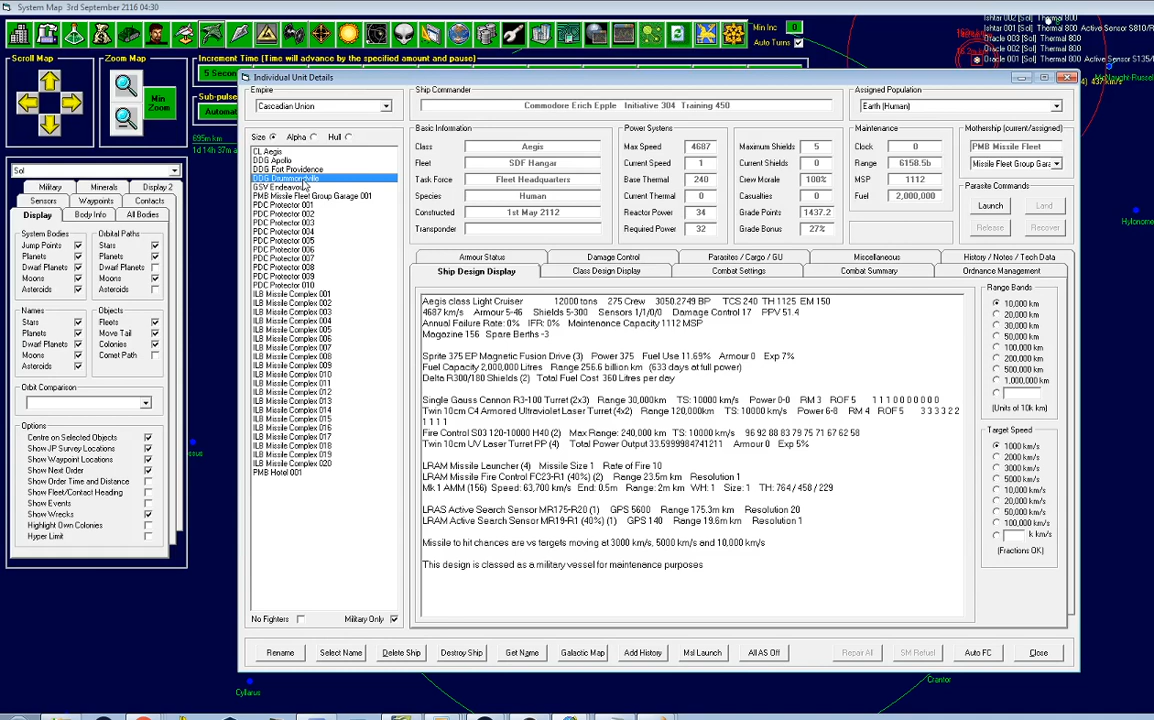 System Map  3rd September 2116 04:30
Min Inc
0
Auto Turns
Scroll Map
Zoom Map
Min Zoom
Increment Time (Time will advance by the specified amount and pause)
Oracle 002 [Sol]  Thermal 800
Individual Unit Details
Empire
Cascadian Union
Ship Commander
Commodore Erich Epple   Initiative 304  Training 450
Assigned Population
Earth (Human)
Size
Alpha
Hull
CL Aegis
DDG Apollo
DDG Fort Providence
PMB Missile Fleet Group Garage 001
PDC Protector 001
PDC Protector 002
PDC Protector 003
PDC Protector 004
PDC Protector 005
PDC Protector 006
PDC Protector 007
PDC Protector 008
PDC Protector 009
PDC Protector 010
ILB Missile Complex 001
ILB Missile Complex 002
ILB Missile Complex 003
ILB Missile Complex 004
ILB Missile Complex 005
ILB Missile Complex 006
ILB Missile Complex 007
ILB Missile Complex 008
ILB Missile Complex 009
ILB Missile Complex 010
ILB Missile Complex 011
ILB Missile Complex 012
ILB Missile Complex 013
ILB Missile Complex 014
ILB Missile Complex 015
ILB Missile Complex 016
ILB Missile Complex 017
ILB Missile Complex 018
ILB Missile Complex 019
ILB Missile Complex 020
PMB Hotel 001
No Fighters
Military Only
Basic Information
Class Aegis
Fleet SDF Hangar
Task Force Fleet Headquarters
Species Human
Constructed 1st May 2112
Transponder
Power Systems
Max Speed 4687
Current Speed 1
Base Thermal 240
Current Thermal 0
Reactor Power 34
Required Power 32
Maximum Shields 5
Current Shields 0
Crew Morale 100%
Casualties 0
Grade Points 1437.2
Grade Bonus 27%
Maintenance
Clock 0
Range 6158.5b
MSP 1112
Fuel 2,000,000
Mothership (current/assigned)
PMB Missile Fleet
Missile Fleet Group Gara
Parasite Commands
Launch
Land
Release
Recover
Armour Status
Damage Control
Parasites / Cargo / GU
Miscellaneous
History / Notes / Tech Data
Ship Design Display
Class Design Display
Combat Settings
Combat Summary
Ordnance Management
Aegis class Light Cruiser    12000 tons    275 Crew    3050.2749 BP    TCS 240  TH 1125  EM 150
4687 km/s    Armour 5-46    Shields 5-300    Sensors 1/1/0/0    Damage Control 17    PPV 51.4
Annual Failure Rate: 0%    IFR: 0%    Maintenance Capacity 1112 MSP
Magazine 156    Spare Berths -3
Sprite 375 EP Magnetic Fusion Drive (3)    Power 375    Fuel Use 11.69%    Armour 0    Exp 7%
Fuel Capacity 2,000,000 Litres    Range 256.6 billion km   (633 days at full power)
Delta R300/180 Shields (2)   Total Fuel Cost  360 Litres per day
Single Gauss Cannon R3-100 Turret (2x3)    Range 30,000km    TS: 10000 km/s    Power 0-0    RM 3    ROF 5    1 1 1 0 0 0 0 0 0 0
Twin 10cm C4 Armored Ultraviolet Laser Turret (4x2)    Range 120,000km    TS: 10000 km/s    Power 6-8    RM 4    ROF 5    3 3 3 3 2 2
1 1 1 1
Fire Control S03 120-10000 H40 (2)    Max Range: 240,000 km    TS: 10000 km/s    96 92 88 83 79 75 71 67 62 58
Twin 10cm UV Laser Turret PP (4)    Total Power Output 33.5999984741211    Armour 0    Exp 5%
LRAM Missile Launcher (4)    Missile Size 1    Rate of Fire 10
LRAM Missile Fire Control FC23-R1 (40%) (2)    Range 23.5m km    Resolution 1
Mk 1 AMM (156)  Speed: 63,700 km/s   End: 0.5m    Range: 2m km   WH: 1    Size: 1    TH: 764 / 458 / 229
LRAS Active Search Sensor MR175-R20 (1)    GPS 5600    Range 175.3m km    Resolution 20
LRAM Active Search Sensor MR19-R1 (40%) (1)    GPS 140    Range 19.6m km    Resolution 1
Missile to hit chances are vs targets moving at 3000 km/s, 5000 km/s and 10,000 km/s
This design is classed as a military vessel for maintenance purposes
Range Bands
10,000 km
20,000 km
30,000 km
50,000 km
100,000 km
200,000 km
500,000 km
1,000,000 km
(Units of 10k km)
Target Speed
1000 km/s
2000 km/s
3000 km/s
5000 km/s
10,000 km/s
20,000 km/s
50,000 km/s
100,000 km/s
k km/s
(Fractions OK)
Rename
Select Name
Delete Ship
Destroy Ship
Get Name
Galactic Map
Add History
Msl Launch
All AS Off
Repair All
SM Refuel
Auto FC
Close
Sol
Military
Minerals
Display 2
Sensors
Waypoints
Contacts
Display
Body Info
All Bodies
System Bodies
Jump Points
Planets
Dwarf Planets
Moons
Asteroids
Orbital Paths
Stars
Planets
Dwarf Planets
Moons
Asteroids
Names
Stars
Planets
Dwarf Planets
Moons
Asteroids
Objects
Fleets
Move Tail
Colonies
Comet Path
Orbit Comparison
Options
Centre on Selected Objects
Show JP Survey Locations
Show Waypoint Locations
Show Next Order
Show Order Time and Distance
Show Fleet/Contact Heading
Show Events
Show Wrecks
Highlight Own Colonies
Hyper Limit
Hylonome
Cyllarus
Crantor